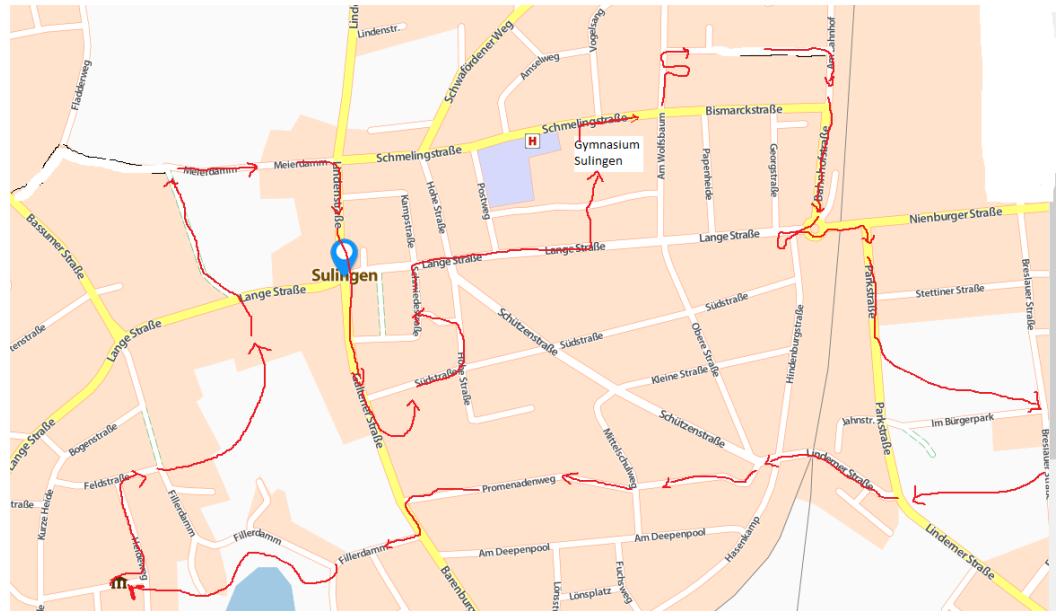 Linde
Lindenstr.
Schwafördener Weg
Vogelsang
Amselweg
Fladderweg
Bismarckstraße
Schmelingstraße
H
Gymnasium
Sulingen
Schmelingstraße
Am Wolfsbaum
Papenheide
Georgstraße
Bahnhofstraße
Meierdamm
Meierdamm
Lindenstraße
Hohe Straße
Kampstraße
Postweg
Bassumer Straße
Nienburger Straße
Lange Straße
Lange Straße
Lange Straße
Sulingen
Lange Straße
Schmiedestraße
Parkstraße
Breslauer Straße
Stettiner Straße
Südstraße
Lange Straße
Schützenstraße
Obere Straße
Hindenburgstraße
Südstraße
Hohe Straße
Südstraße
Kleine Straße
Lange Straße
Bogenstraße
Schützenstraße
Mittelschulweg
Parkstraße
Jahnstr.
Im Bürgerpark
Breslauer Straße
Feldstraße
Lindemer Straße
Promenadenweg
Kurze Heide
Fillerdamm
Fillerdamm
Fillerdamm
Heideweg
Am Deepenpool
Am Deepenpool
Hasenkamp
Lindemer Straße
Fuchsweg
Lönsplatz